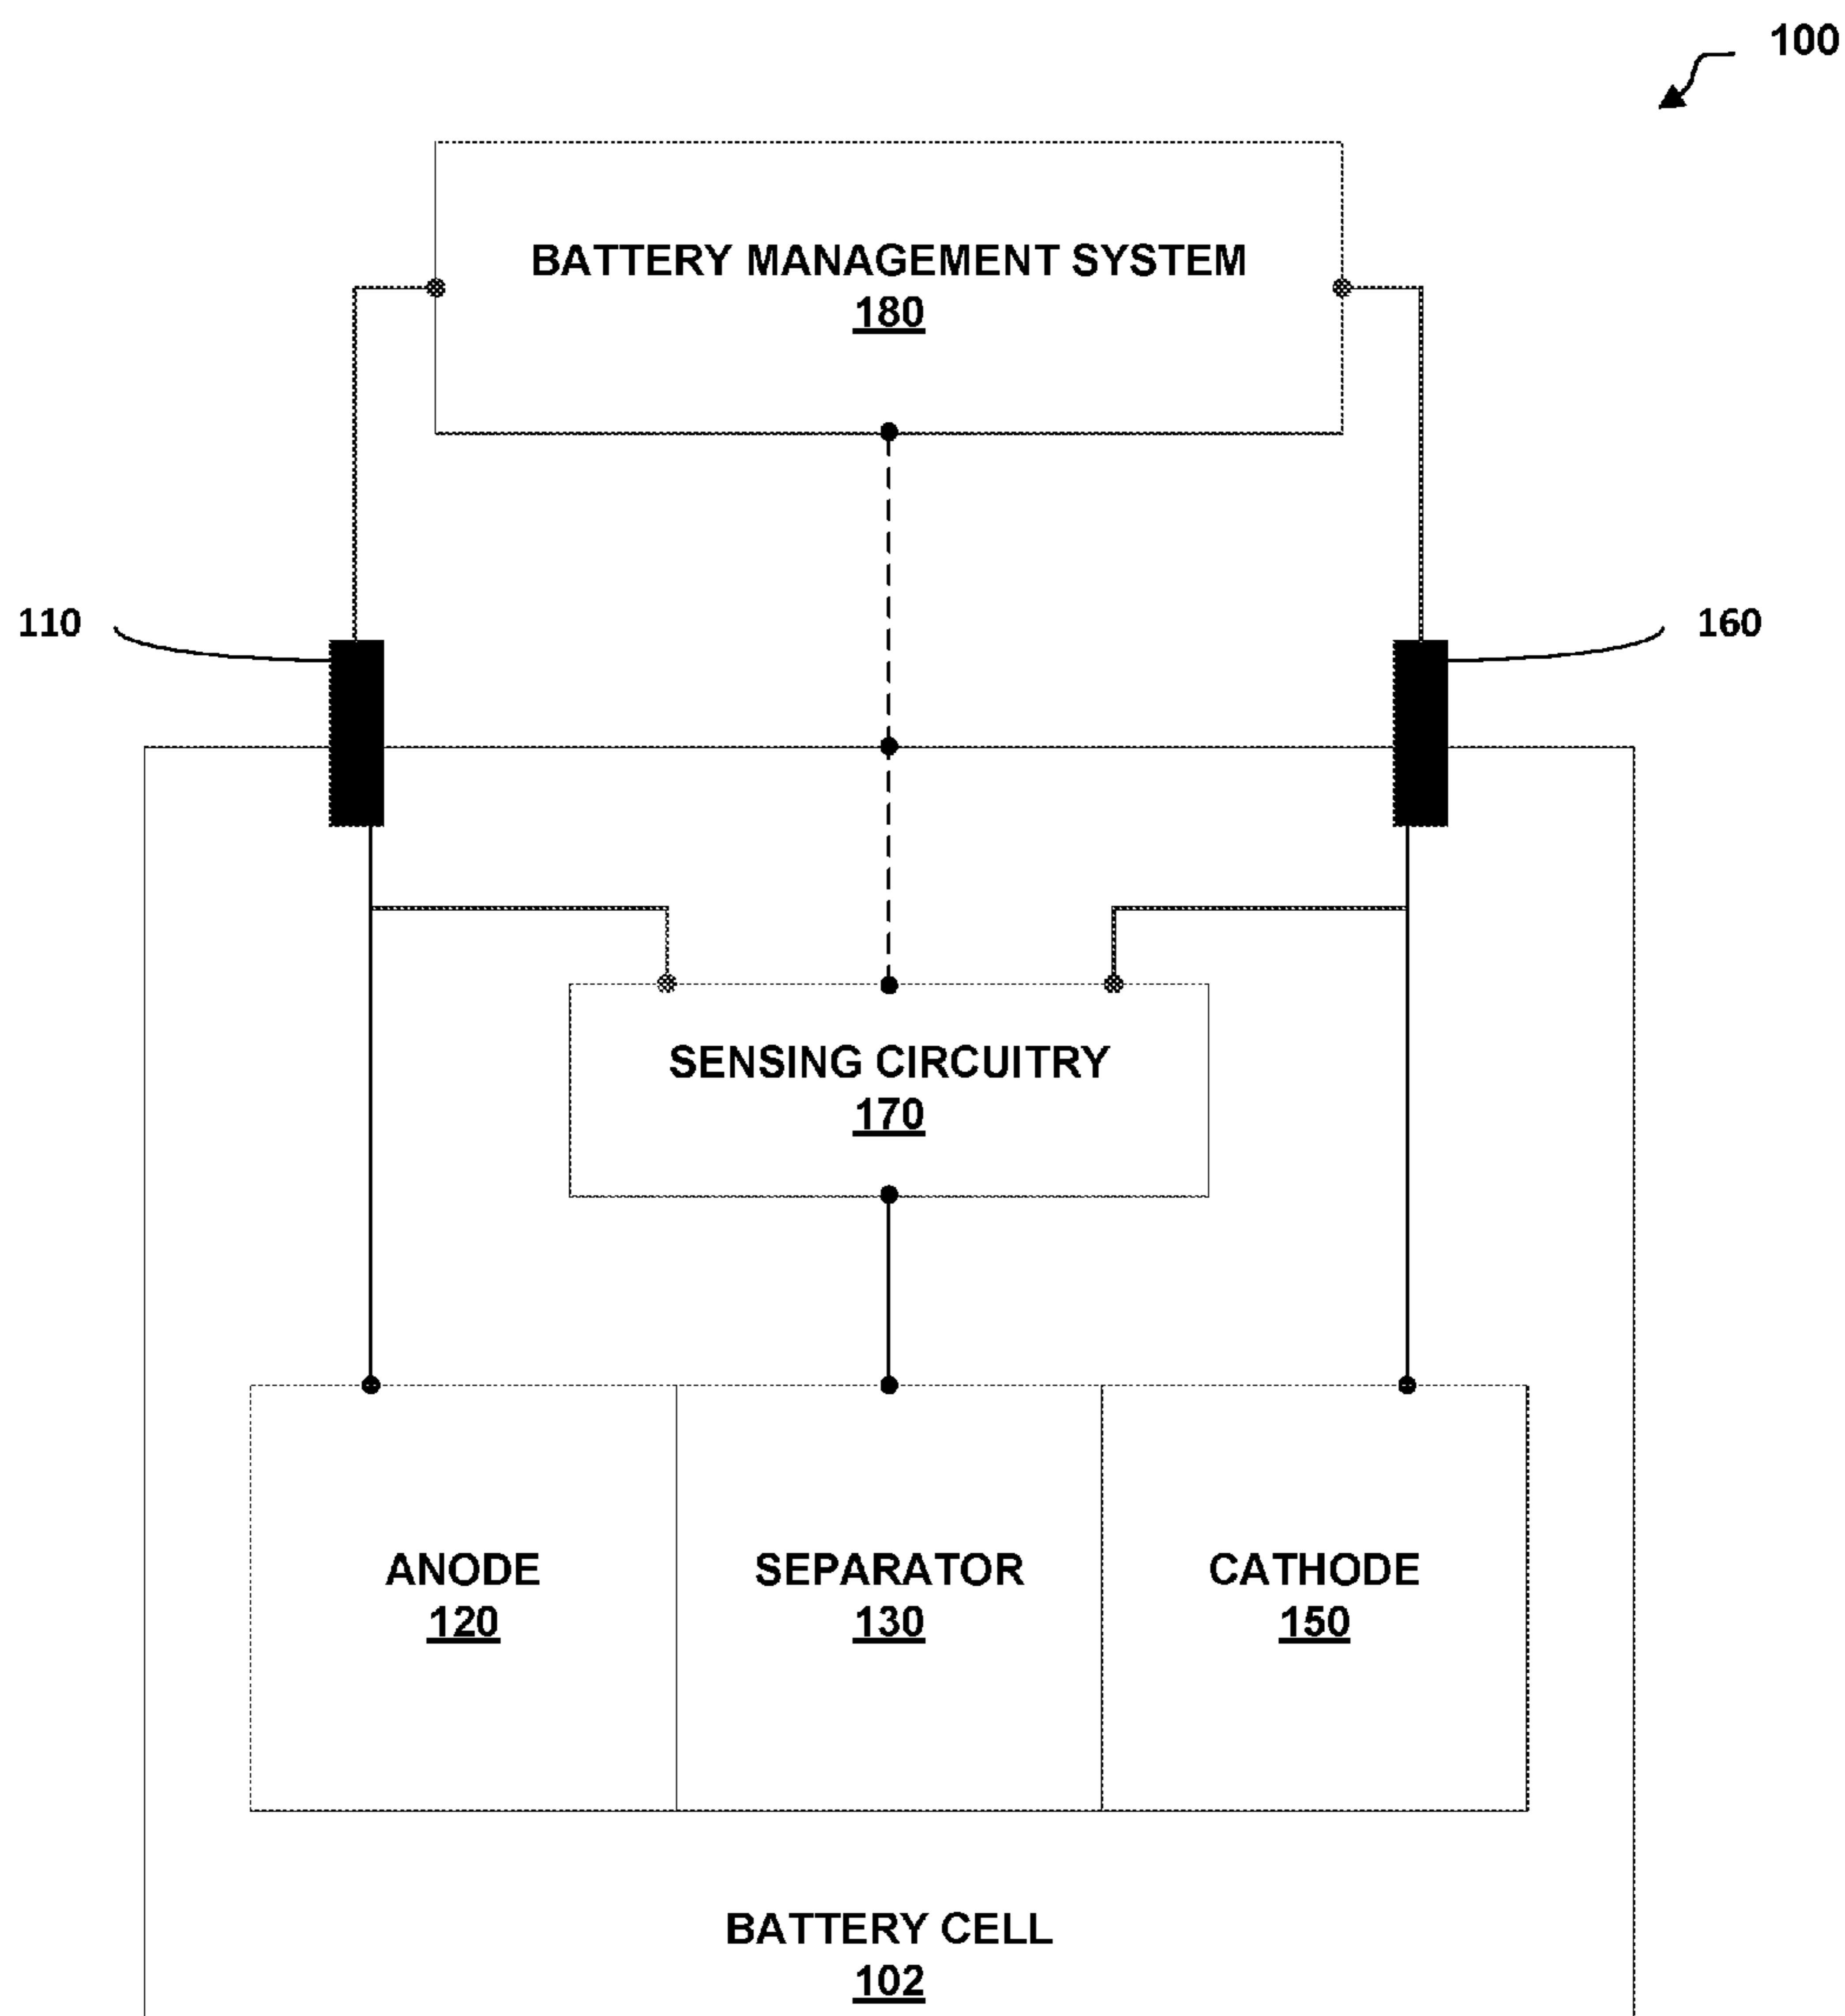 100
BATTERY MANAGEMENT SYSTEM
180
110
160
SENSING CIRCUITRY
170
ANODE
120
SEPARATOR
130
CATHODE
150
BATTERY CELL
102